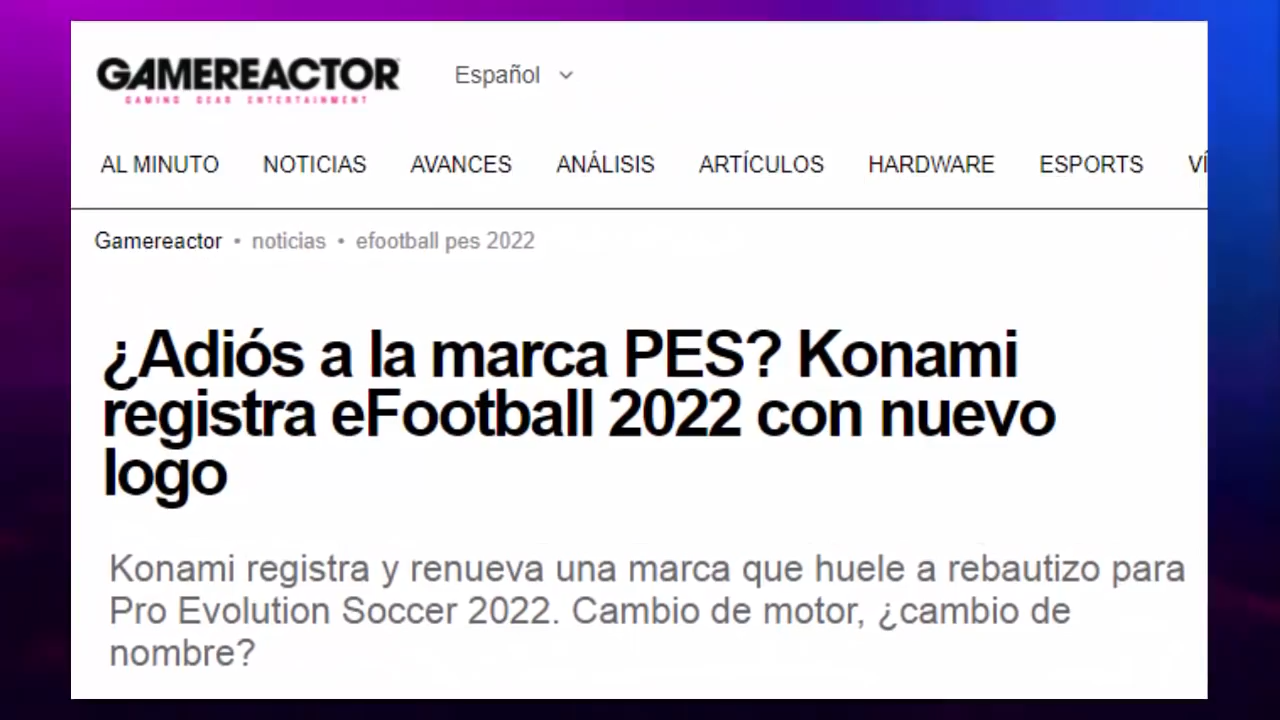 GAMEREACTOR
GAMING GEAR ENTERTAINMENT
Español
AL MINUTO NOTICIAS AVANCES ANÁLISIS ARTÍCULOS HARDWARE ESPORTS VÍ
Gamereactor • noticias • efootball pes 2022
¿Adiós a la marca PES? Konami
registra eFootball 2022 con nuevo
logo
Konami registra y renueva una marca que huele a rebautizo para
Pro Evolution Soccer 2022. Cambio de motor, ¿cambio de
nombre?